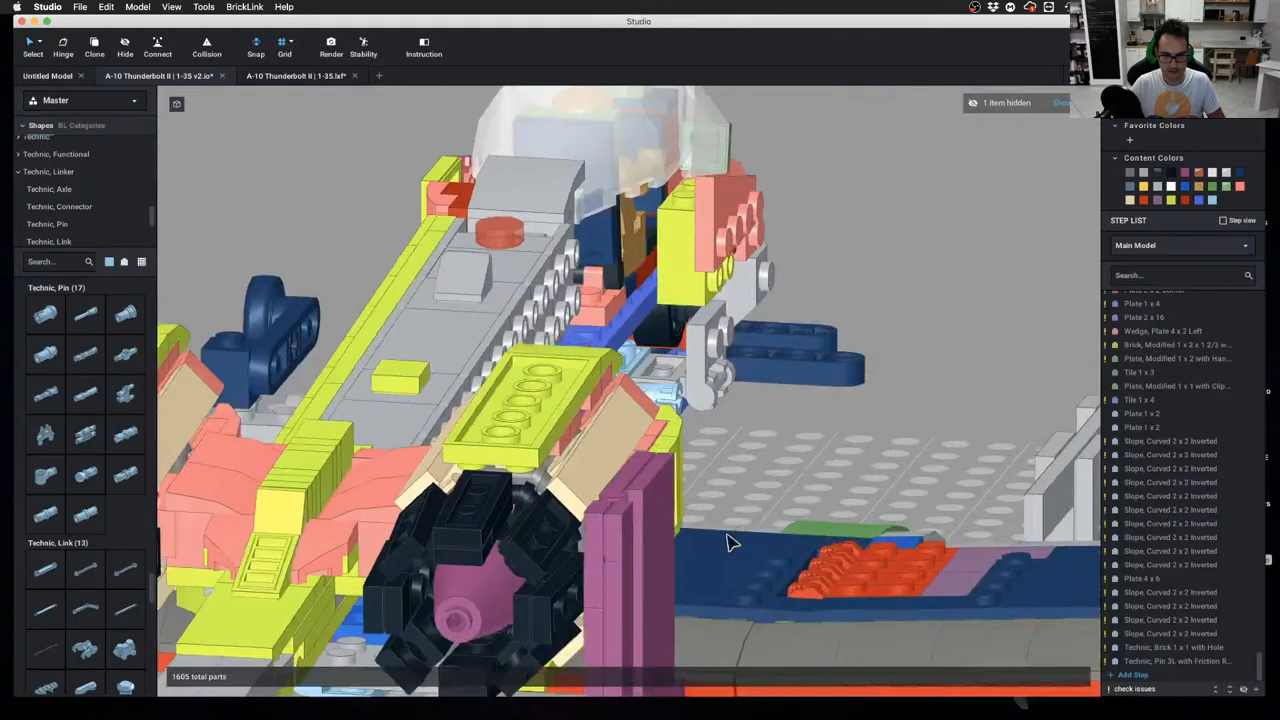 Studio File Edit Model View Tools BrickLink Help
Studio
Select Hinge Clone Hide Connect Collision Snap Grid Render Stability Instruction
Untitled Model A-10 Thunderbolt II | 1-35 v2.io* A-10 Thunderbolt II | 1-35.lxf*
Master
Shapes BL Categories
Technic
Technic, Functional
Technic, Linker
Technic, Axle
Technic, Connector
Technic, Pin
Technic, Link
Search...
Technic, Pin (17)
Technic, Link (13)
1 item hidden
1605 total parts
Favorite Colors
Content Colors
STEP LIST
Step view
Main Model
Search...
Plate 1 x 4
Plate 2 x 16
Wedge, Plate 4 x 2 Left
Brick, Modified 1 x 2 x 1 2/3 w...
Plate, Modified 1 x 2 with Han...
Tile 1 x 3
Plate, Modified 1 x 1 with Clip...
Tile 1 x 4
Plate 1 x 2
Plate 1 x 2
Slope, Curved 2 x 2 Inverted
Slope, Curved 2 x 2 Inverted
Slope, Curved 2 x 2 Inverted
Slope, Curved 2 x 2 Inverted
Slope, Curved 2 x 2 Inverted
Slope, Curved 2 x 2 Inverted
Slope, Curved 2 x 2 Inverted
Slope, Curved 2 x 2 Inverted
Slope, Curved 2 x 2 Inverted
Slope, Curved 2 x 2 Inverted
Plate 4 x 6
Slope, Curved 2 x 2 Inverted
Slope, Curved 2 x 2 Inverted
Slope, Curved 2 x 2 Inverted
Slope, Curved 2 x 2 Inverted
Technic, Brick 1 x 1 with Hole
Technic, Pin 3L with Friction R...
Add Step
check issues